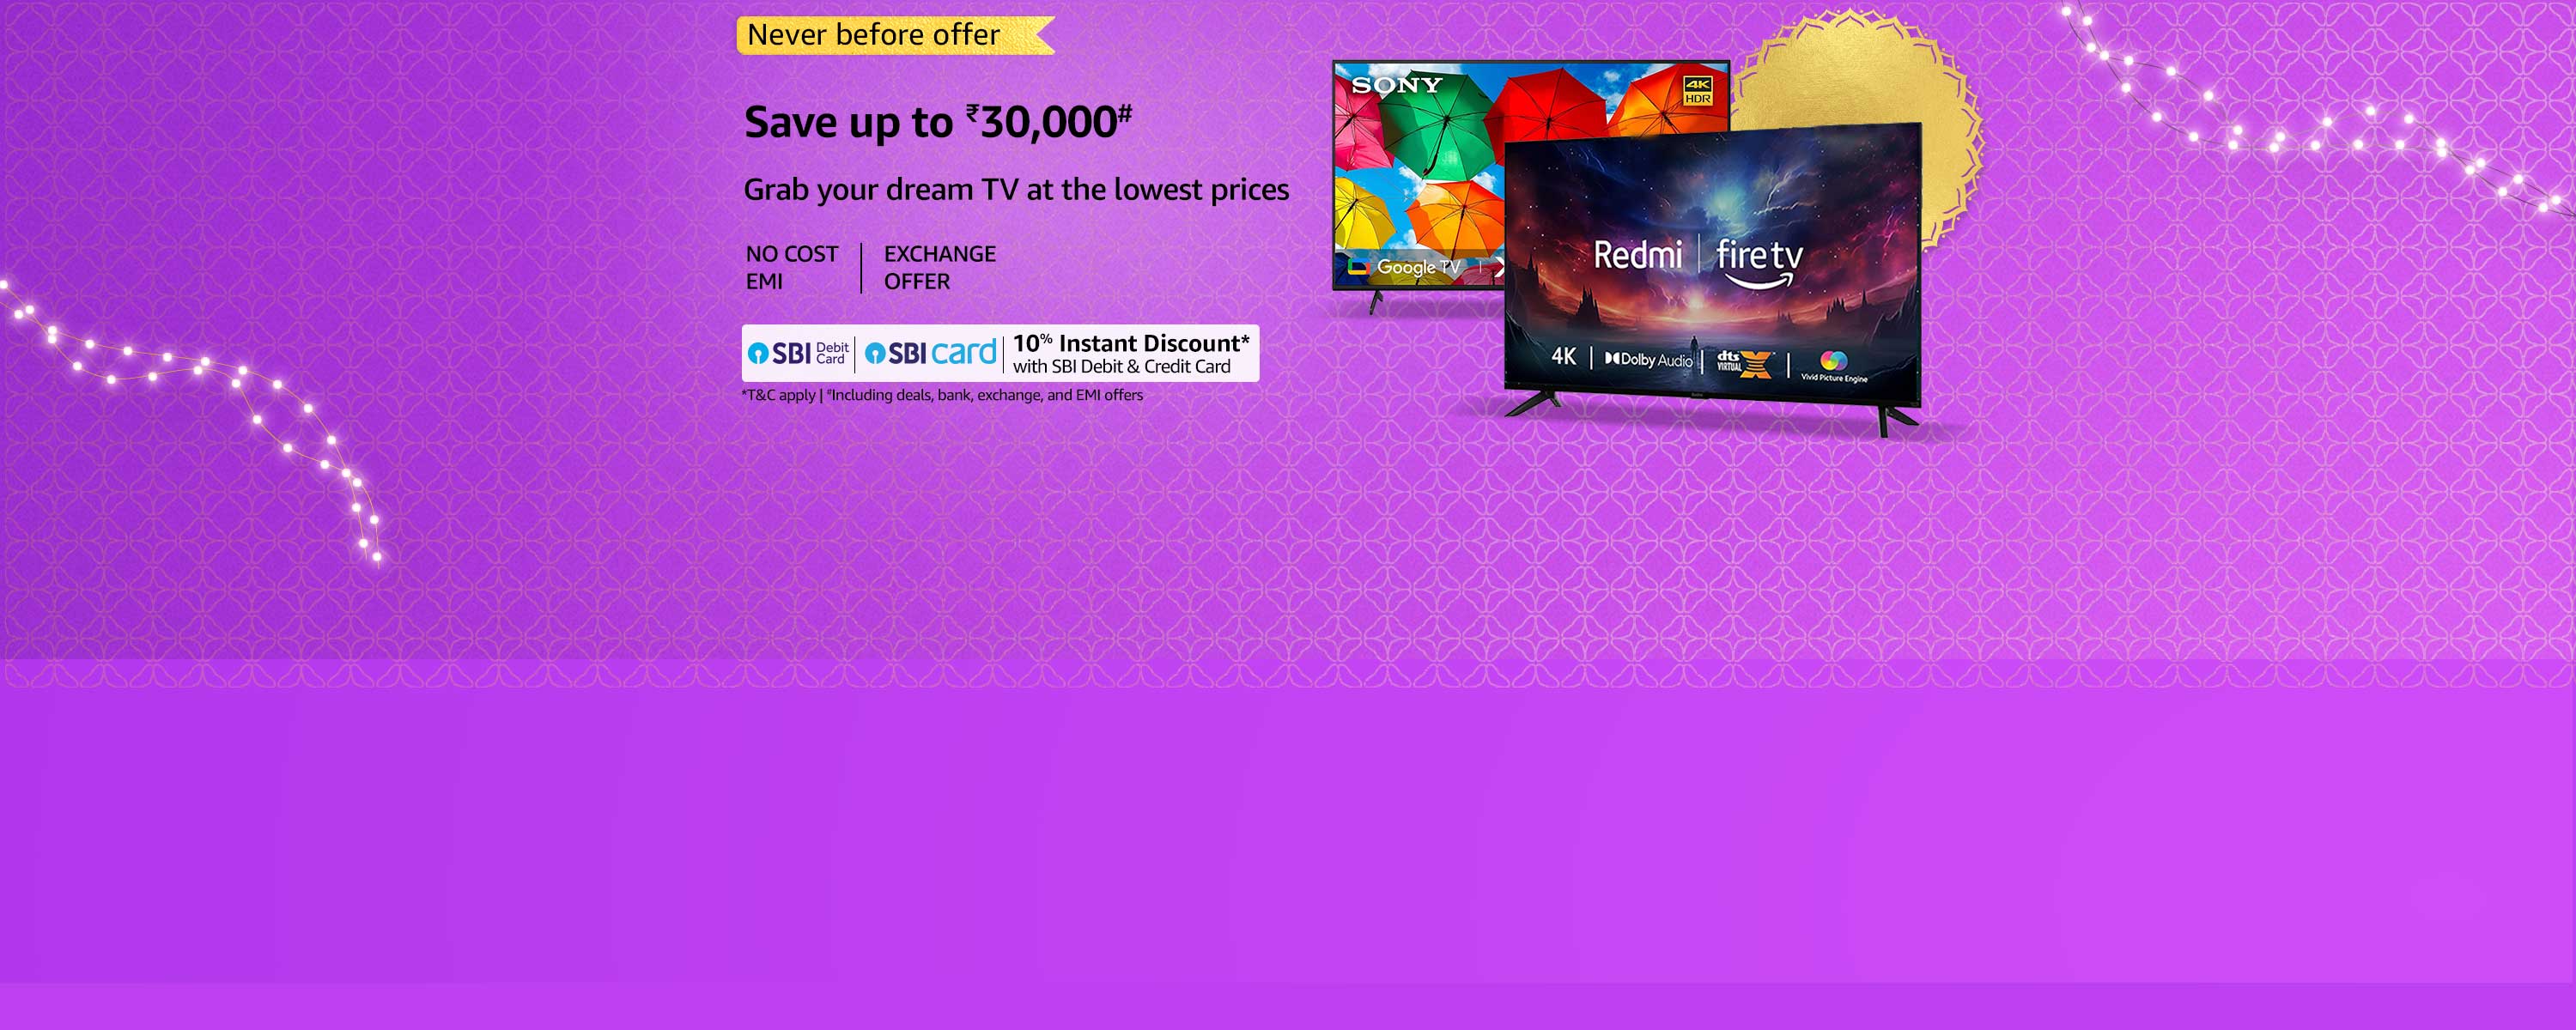 Never before offer
Save up to ₹30,000#
Grab your dream TV at the lowest prices
NO COST
EMI
EXCHANGE
OFFER
SBI Debit Card
SBI card
10% Instant Discount*
with SBI Debit & Credit Card
*T&C apply | #Including deals, bank, exchange, and EMI offers
SONY
4K
HDR
Google TV
Redmi | fire tv
4K | Dolby Audio | dts VIRTUAL X | Vivid Picture Engine